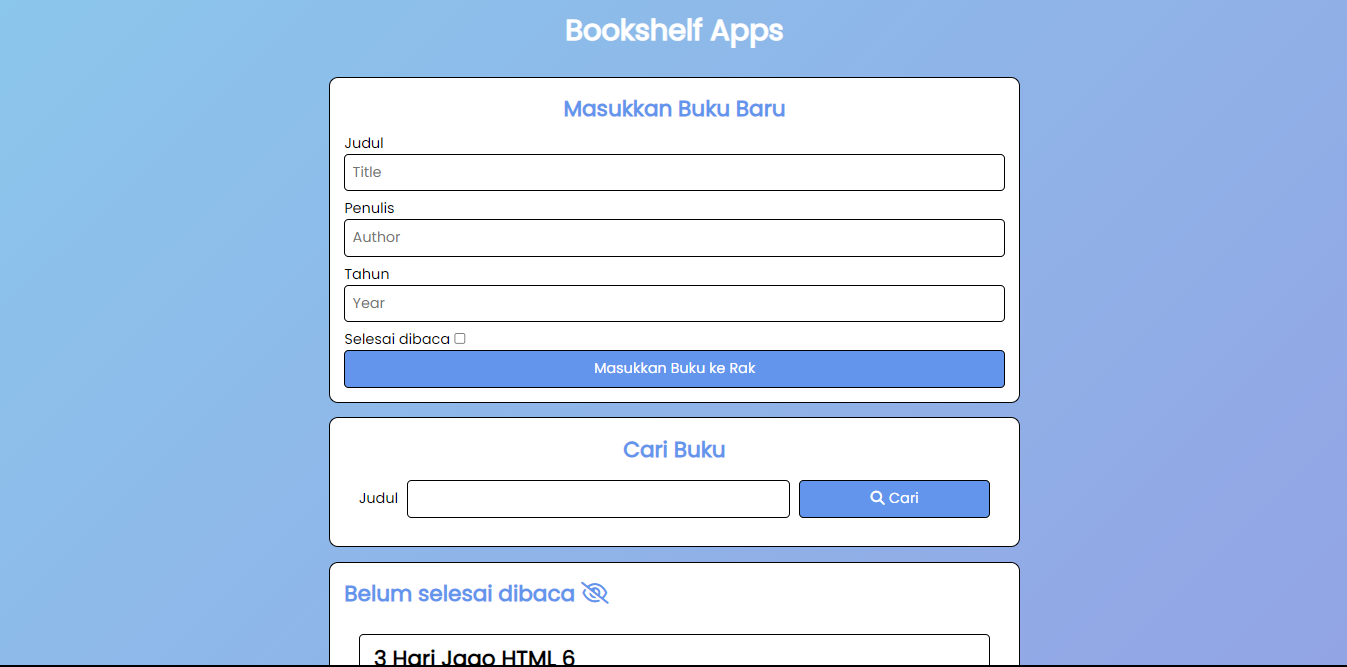 Bookshelf Apps
Masukkan Buku Baru
Judul
Title
Penulis
Author
Tahun
Year
Selesai dibaca
Masukkan Buku ke Rak
Cari Buku
Judul
Cari
Belum selesai dibaca
3 Hari Jago HTML 6